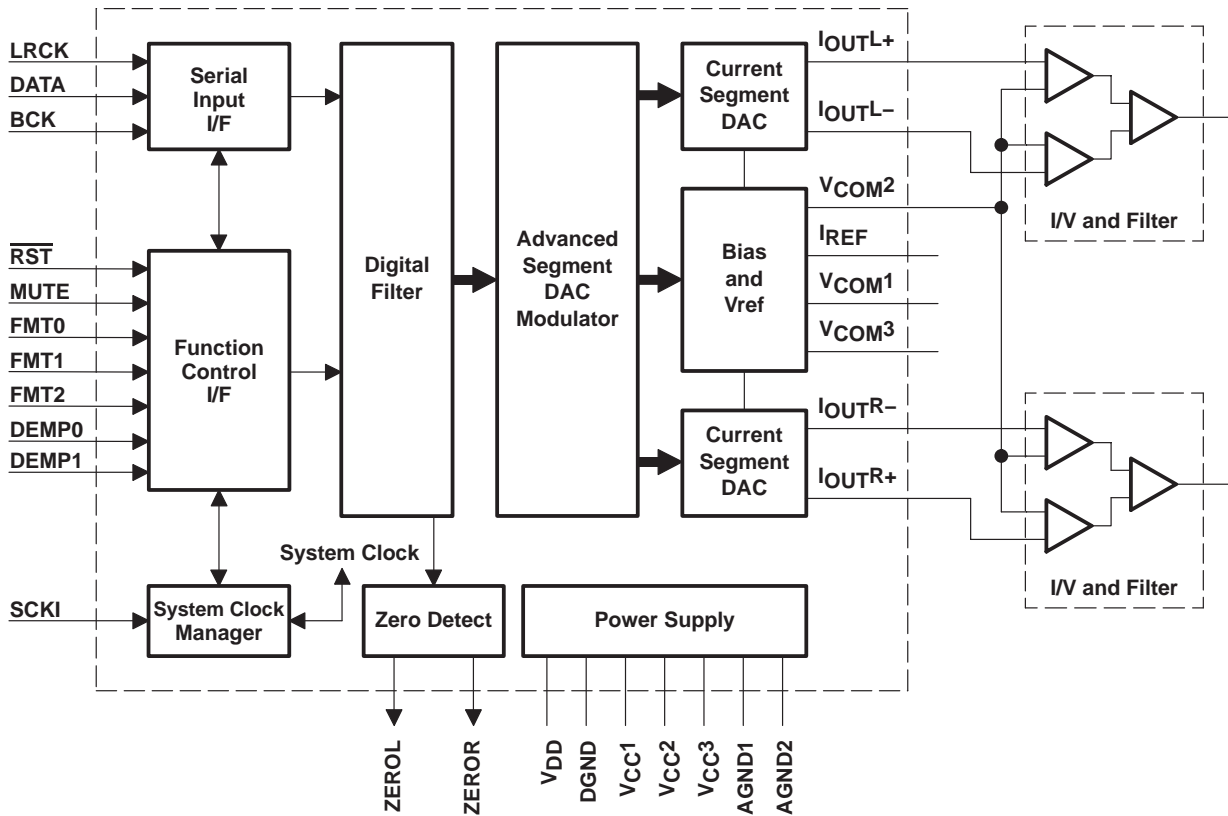 LRCK
DATA
BCK
Serial
Input
I/F
RST
MUTE
FMT0
FMT1
FMT2
DEMP0
DEMP1
Function
Control
I/F
SCKI
System Clock
Manager
System Clock
Digital
Filter
Zero Detect
ZEROL
ZEROR
Advanced
Segment
DAC
Modulator
Current
Segment
DAC
Bias
and
Vref
Current
Segment
DAC
IOUTL+
IOUTL−
VCOM2
IREF
VCOM1
VCOM3
IOUTR−
IOUTR+
I/V and Filter
I/V and Filter
Power Supply
VDD
DGND
VCC1
VCC2
VCC3
AGND1
AGND2